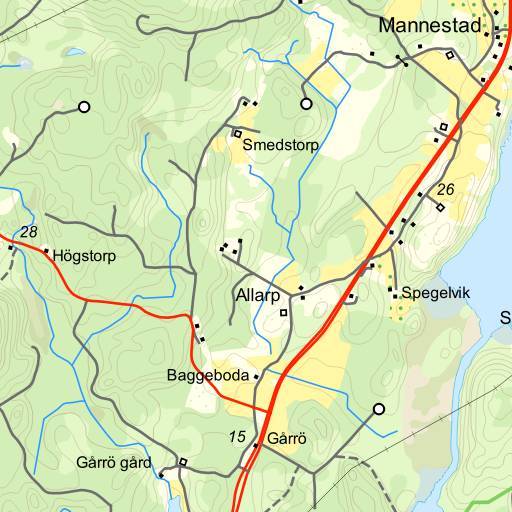 Mannestad
Smedstorp
26
28
Högstorp
Allarp
Spegelvik
S
Baggeboda
15
Gårrö
Gårrö gård